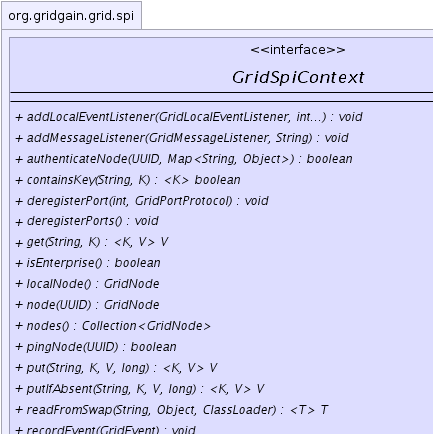 org.gridgain.grid.spi
<<interface>>
GridSpiContext
+ addLocalEventListener(GridLocalEventListener, int...) : void
+ addMessageListener(GridMessageListener, String) : void
+ authenticateNode(UUID, Map<String, Object>) : boolean
+ containsKey(String, K) : <K> boolean
+ deregisterPort(int, GridPortProtocol) : void
+ deregisterPorts() : void
+ get(String, K) : <K, V> V
+ isEnterprise() : boolean
+ localNode() : GridNode
+ node(UUID) : GridNode
+ nodes() : Collection<GridNode>
+ pingNode(UUID) : boolean
+ put(String, K, V, long) : <K, V> V
+ putIfAbsent(String, K, V, long) : <K, V> V
+ readFromSwap(String, Object, ClassLoader) : <T> T
+ recordEvent(GridEvent) : void